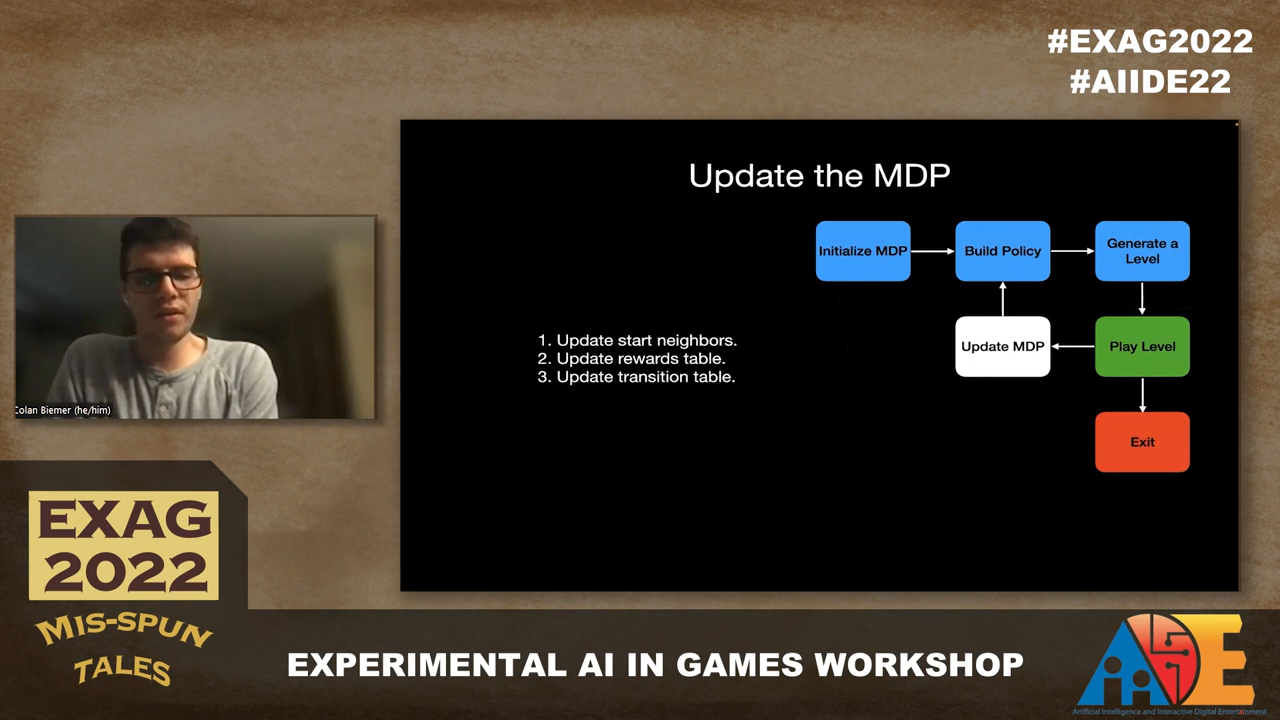 #EXAG2022
#AIIDE22
Update the MDP
Initialize MDP
Build Policy
Generate a
Level
1. Update start neighbors.
2. Update rewards table.
3. Update transition table.
Update MDP
Play Level
Exit
Colan Biemer (he/him)
EXAG
2022
MIS-SPUN
TALES
EXPERIMENTAL AI IN GAMES WORKSHOP
AIIDE
Artificial Intelligence and Interactive Digital Entertainment